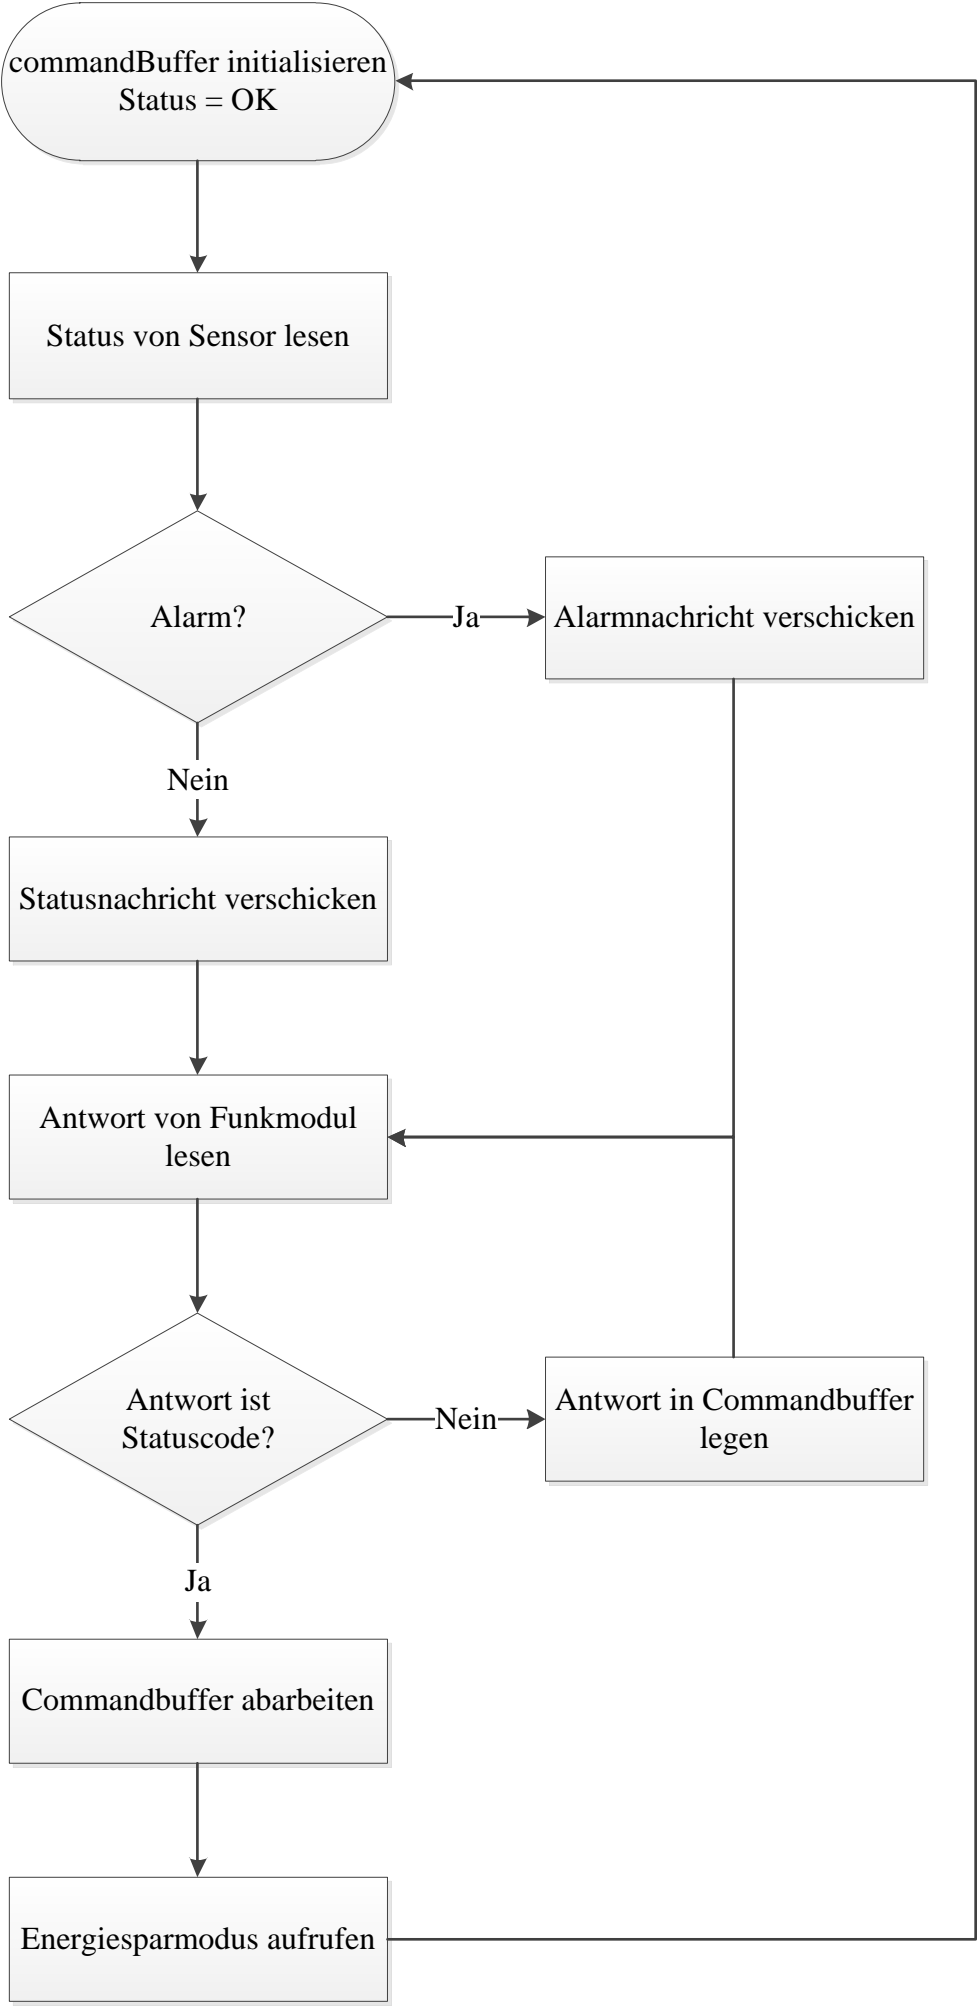 commandBuffer initialisieren
Status = OK
Status von Sensor lesen
Alarm?
Ja
Alarmnachricht verschicken
Nein
Statusnachricht verschicken
Antwort von Funkmodul
lesen
Antwort ist
Statuscode?
Nein
Antwort in Commandbuffer
legen
Ja
Commandbuffer abarbeiten
Energiesparmodus aufrufen